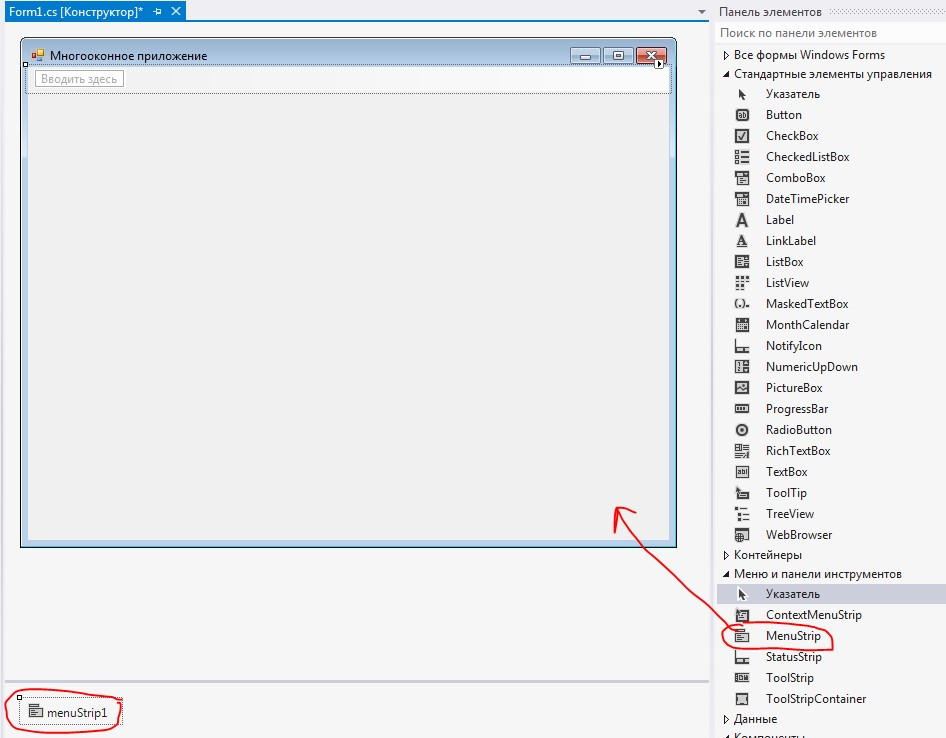 Form1.cs [Конструктор]*
Многооконное приложение
Вводить здесь
menuStrip1
Панель элементов
Поиск по панели элементов
Все формы Windows Forms
Стандартные элементы управления
Указатель
Button
CheckBox
CheckedListBox
ComboBox
DateTimePicker
Label
LinkLabel
ListBox
ListView
MaskedTextBox
MonthCalendar
NotifyIcon
NumericUpDown
PictureBox
ProgressBar
RadioButton
RichTextBox
TextBox
ToolTip
TreeView
WebBrowser
Контейнеры
Меню и панели инструментов
Указатель
ContextMenuStrip
MenuStrip
StatusStrip
ToolStrip
ToolStripContainer
Данные
Компоненты